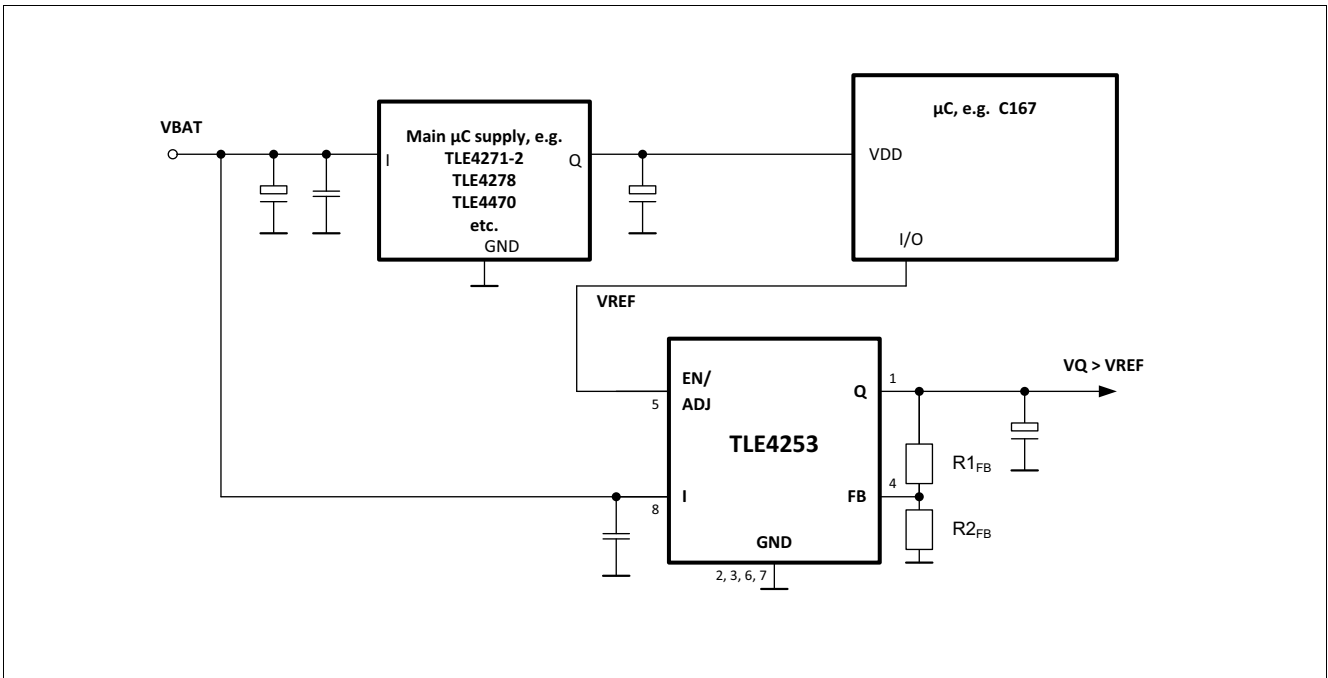 VBAT
I
Main µC supply, e.g.
TLE4271-2
TLE4278
TLE4470
etc.
GND
Q
µC, e.g. C167
VDD
I/O
VREF
EN/
ADJ
5
Q
1
VQ > VREF
TLE4253
R1FB
I
8
FB
4
R2FB
GND
2, 3, 6, 7